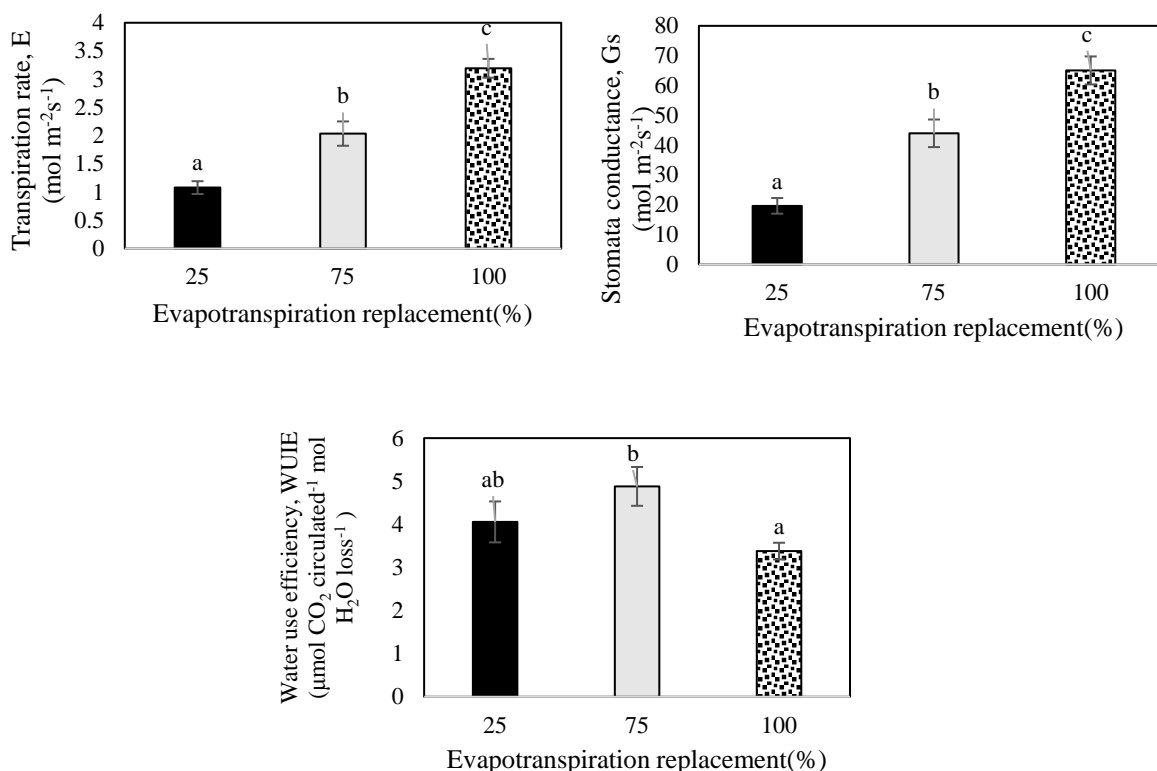 Transpiration rate, E
(mol m⁻²s⁻¹)
4
3.5
3
2.5
2
1.5
1
0.5
0
a
b
c
25
75
100
Evapotranspiration replacement(%)
Stomata conductance, Gs
(mol m⁻²s⁻¹)
80
70
60
50
40
30
20
10
0
a
b
c
25
75
100
Evapotranspiration replacement(%)
Water use efficiency, WUIE
(μmol CO₂ circulated⁻¹ mol
H₂O loss⁻¹ )
6
5
4
3
2
1
0
ab
b
a
25
75
100
Evapotranspiration replacement(%)